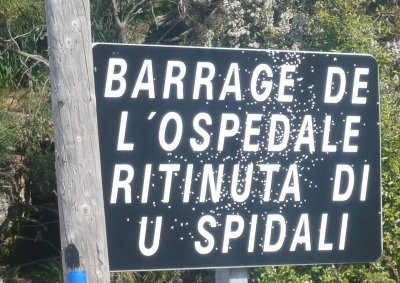 BARRAGE DE
L'OSPEDALE
RITINUTA DI
U SPIDALI